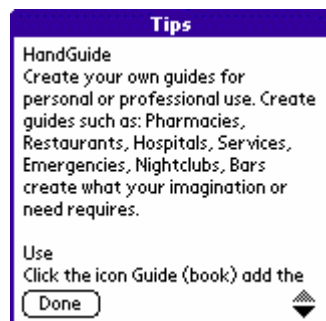 Tips
HandGuide
Create your own guides for
personal or professional use. Create
guides such as: Pharmacies,
Restaurants, Hospitals, Services,
Emergencies, Nightclubs, Bars
create what your imagination or
need requires.
Use
Click the icon Guide (book) add the
Done